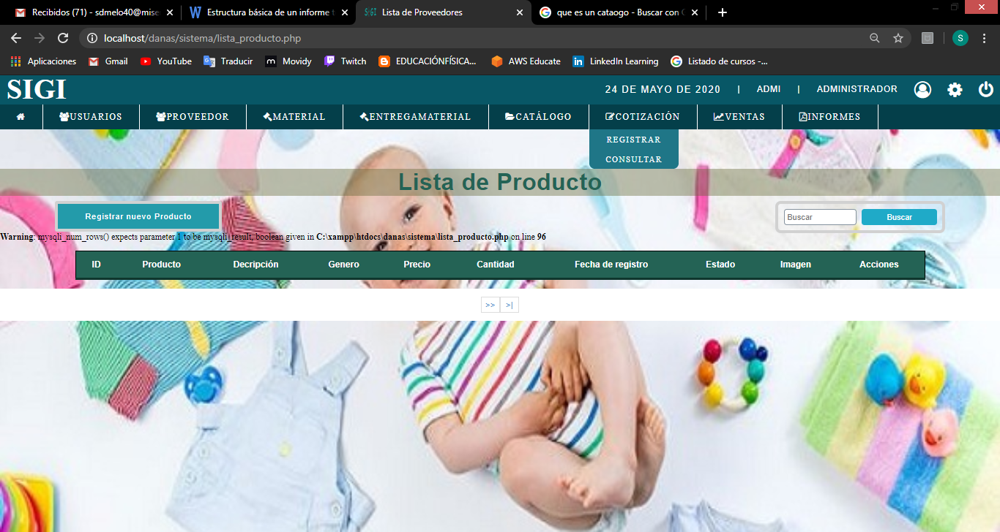 Recibidos (71) - sdmelo40@mise
Estructura básica de un informe t
Lista de Proveedores
que es un cataogo - Buscar con G
localhost/danas/sistema/lista_producto.php
S
Aplicaciones
Gmail
YouTube
Traducir
Movidy
Twitch
EDUCACIÓNFÍSICA...
AWS Educate
LinkedIn Learning
Listado de cursos -...
SIGI
24 DE MAYO DE 2020 | ADMI | ADMINISTRADOR
USUARIOS
PROVEEDOR
MATERIAL
ENTREGAMATERIAL
CATÁLOGO
COTIZACIÓN
VENTAS
INFORMES
REGISTRAR
CONSULTAR
Lista de Producto
Registrar nuevo Producto
Buscar
Buscar
Warning: mysqli_num_rows() expects parameter 1 to be mysqli_result, boolean given in C:\xampp\htdocs\danas\sistema\lista_producto.php on line 96
ID Producto Decripción Genero Precio Cantidad Fecha de registro Estado Imagen Acciones
>> >|